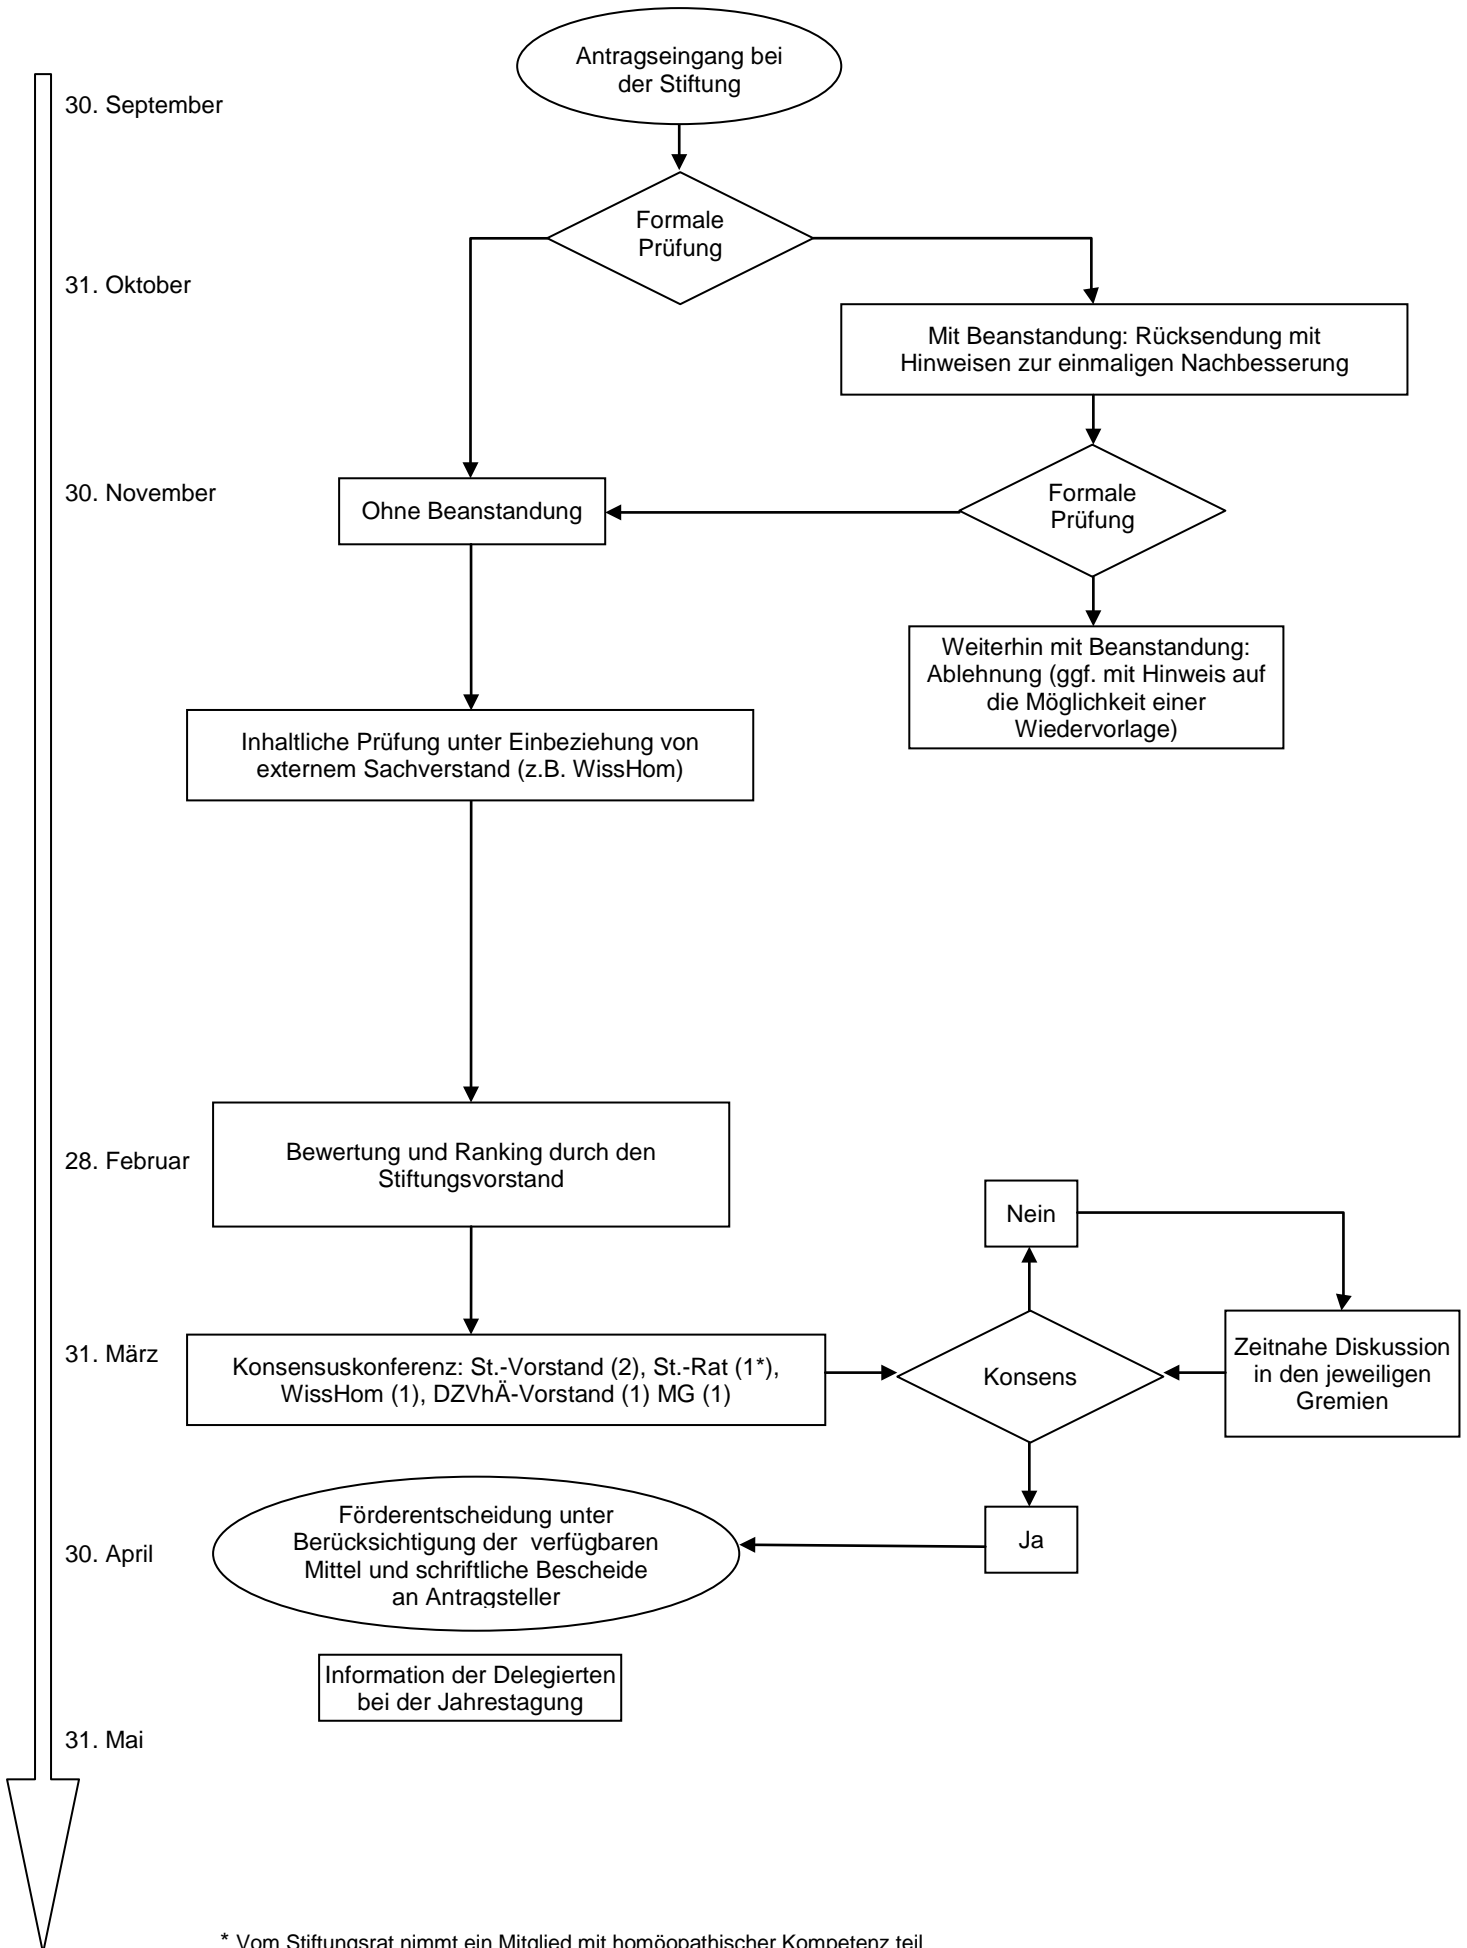 Antragseingang bei
der Stiftung
30. September
Formale
Prüfung
31. Oktober
Mit Beanstandung: Rücksendung mit
Hinweisen zur einmaligen Nachbesserung
30. November
Ohne Beanstandung
Formale
Prüfung
Weiterhin mit Beanstandung:
Ablehnung (ggf. mit Hinweis auf
die Möglichkeit einer
Wiedervorlage)
Inhaltliche Prüfung unter Einbeziehung von
externem Sachverstand (z.B. WissHom)
28. Februar
Bewertung und Ranking durch den
Stiftungsvorstand
Nein
31. März
Konsensuskonferenz: St.-Vorstand (2), St.-Rat (1*),
WissHom (1), DZVhÄ-Vorstand (1) MG (1)
Konsens
Zeitnahe Diskussion
in den jeweiligen
Gremien
Ja
30. April
Förderentscheidung unter
Berücksichtigung der verfügbaren
Mittel und schriftliche Bescheide
an Antragsteller
Information der Delegierten
bei der Jahrestagung
31. Mai
* Vom Stiftungsrat nimmt ein Mitglied mit homöopathischer Kompetenz teil